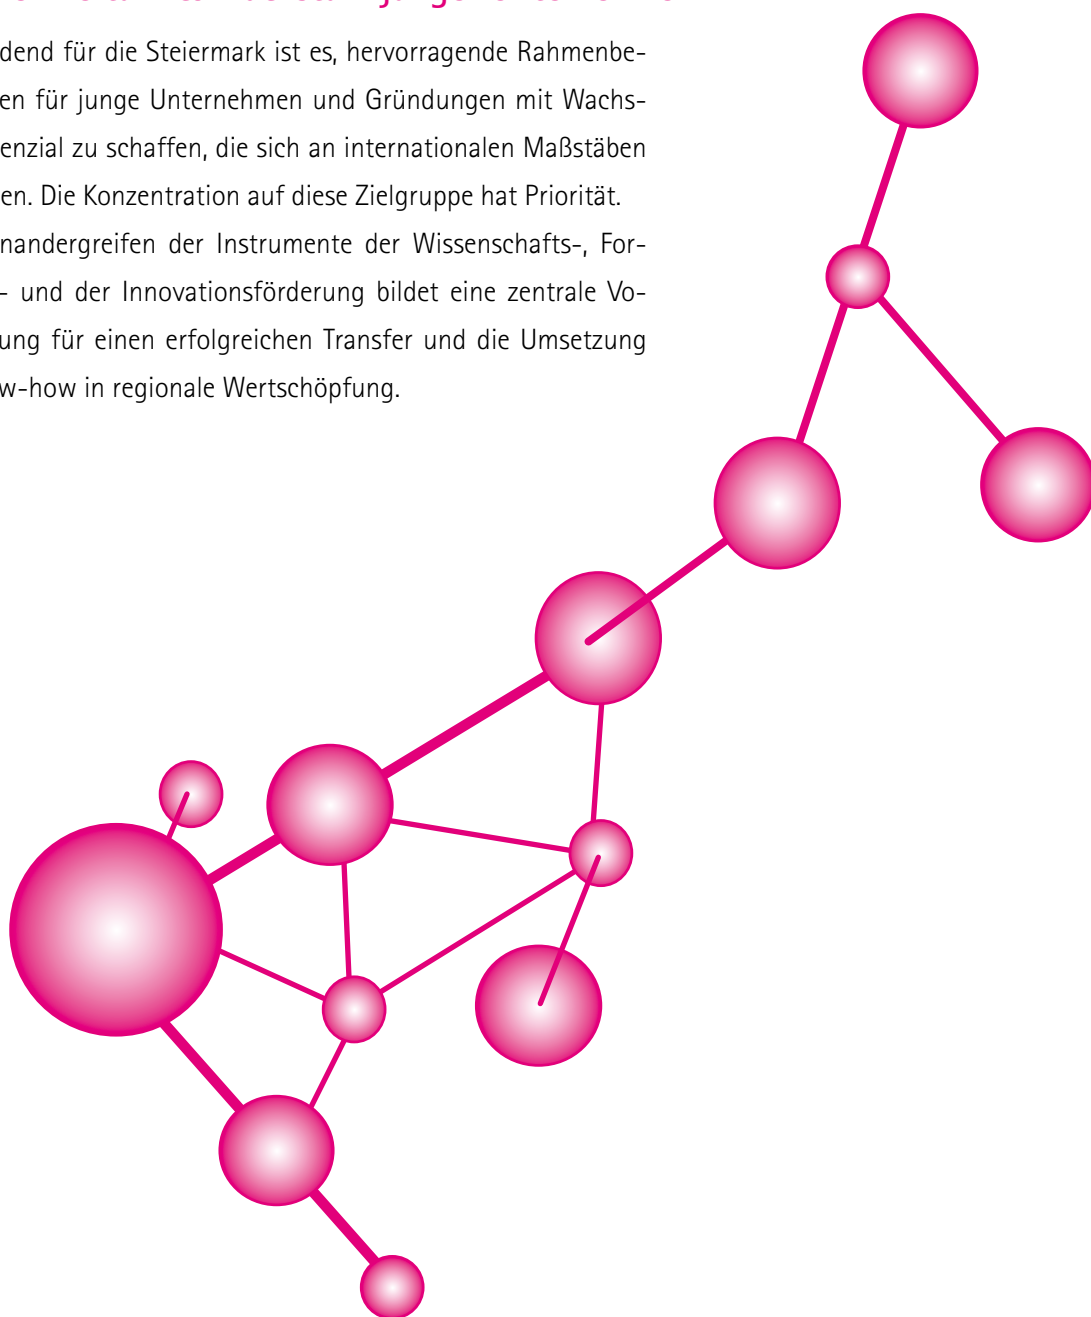 dend für die Steiermark ist es, hervorragende Rahmenbe-
en für junge Unternehmen und Gründungen mit Wachs-
enzial zu schaffen, die sich an internationalen Maßstäben
en. Die Konzentration auf diese Zielgruppe hat Priorität.
nandergreifen der Instrumente der Wissenschafts-, For-
- und der Innovationsförderung bildet eine zentrale Vo-
ung für einen erfolgreichen Transfer und die Umsetzung
w-how in regionale Wertschöpfung.